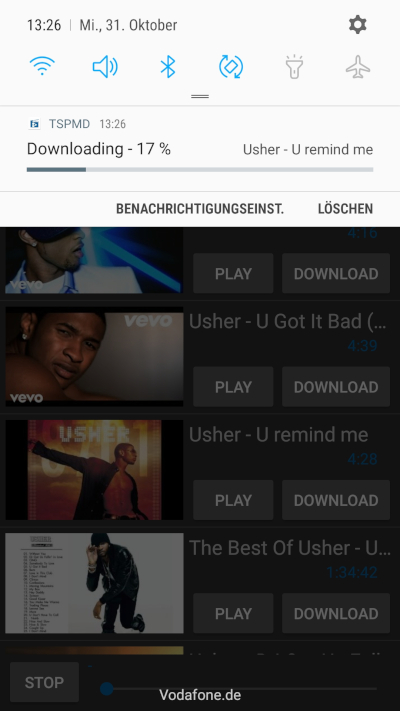 13:26 | Mi., 31. Oktober
TSPMD 13:26
Downloading - 17 % Usher - U remind me
BENACHRICHTIGUNGSEINST. LÖSCHEN
4:16
vevo
PLAY DOWNLOAD
vevo
Usher - U Got It Bad (...
4:39
vevo
PLAY DOWNLOAD
USHER
Usher - U remind me
4:28
PLAY DOWNLOAD
The Best Of Usher - U...
1:34:42
PLAY DOWNLOAD
STOP
Vodafone.de